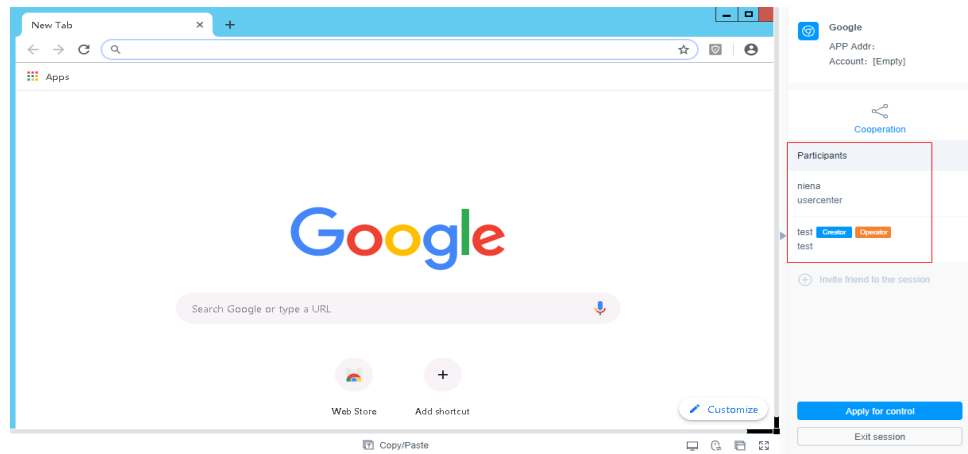 New Tab
Apps
Google
Search Google or type a URL
Web Store
Add shortcut
Customize
Copy/Paste
Google
APP Addr:
Account: [Empty]
Cooperation
Participants
niena
usercenter
test Creator Operator
test
Invite friend to the session
Apply for control
Exit session